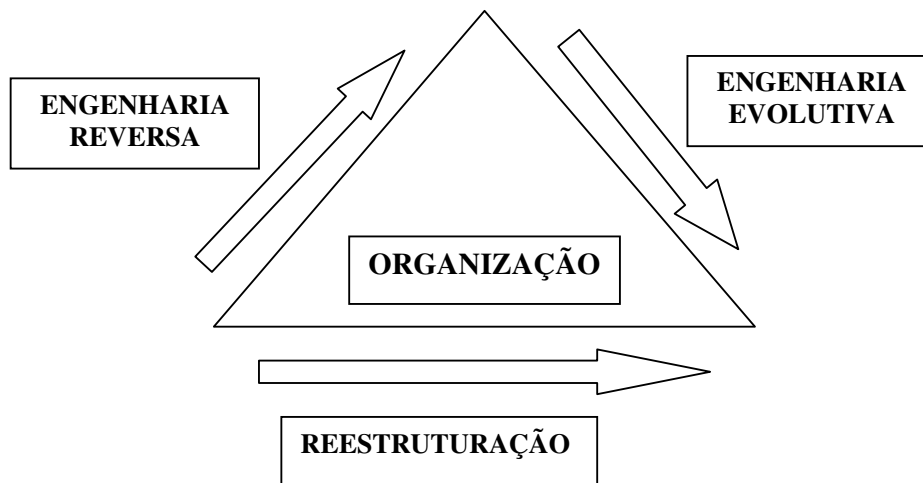 ENGENHARIA
REVERSA
ENGENHARIA
EVOLUTIVA
ORGANIZAÇÃO
REESTRUTURAÇÃO